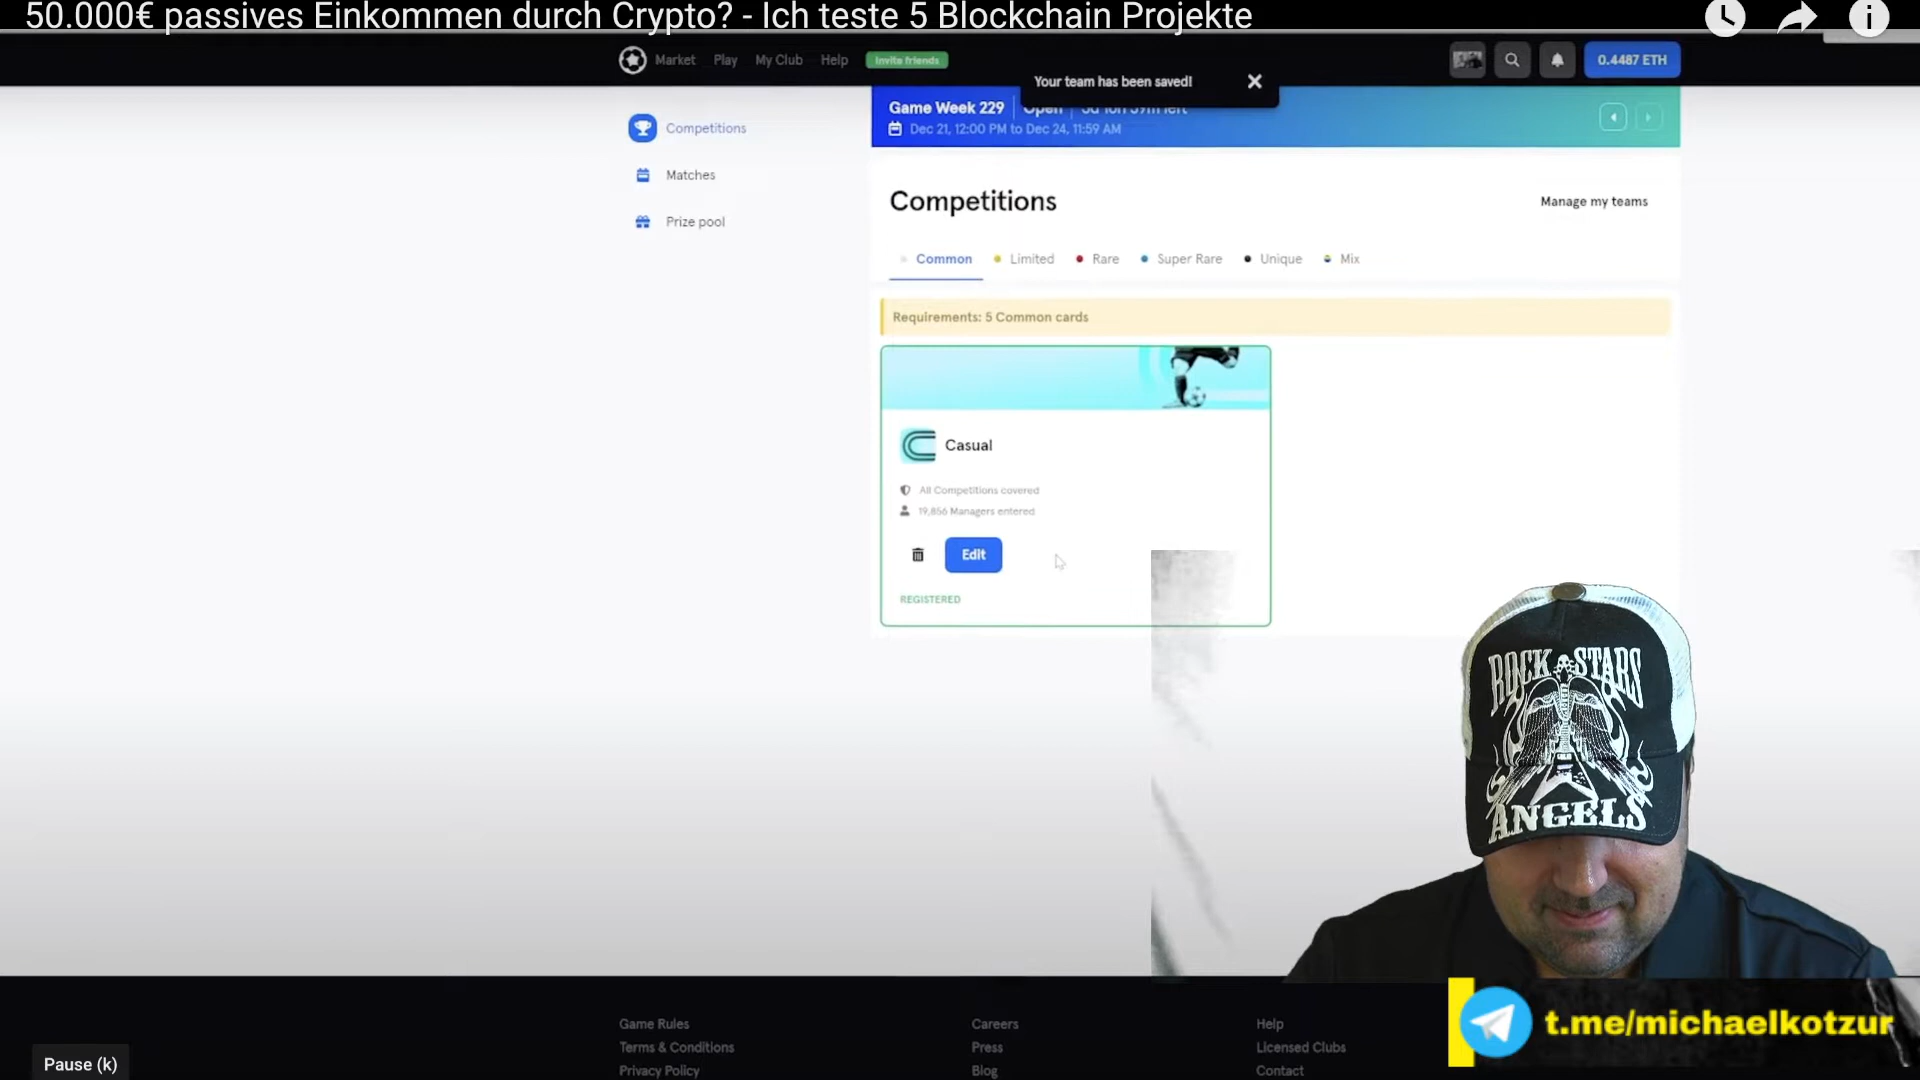 50.000€ passives Einkommen durch Crypto? - Ich teste 5 Blockchain Projekte
Market
Play
My Club
Help
Invite friends
0.4487 ETH
Your team has been saved!
Game Week 229
Open
Dec 21, 12:00 PM to Dec 24, 11:59 AM
Competitions
Matches
Prize pool
Competitions
Manage my teams
Common
Limited
Rare
Super Rare
Unique
Mix
Requirements: 5 Common cards
Casual
All Competitions covered
19,856 Managers entered
Edit
REGISTERED
ROCK STARS
ANGELS
t.me/michaelkotzur
Game Rules
Terms & Conditions
Privacy Policy
Careers
Press
Blog
Help
Licensed Clubs
Contact
Pause (k)